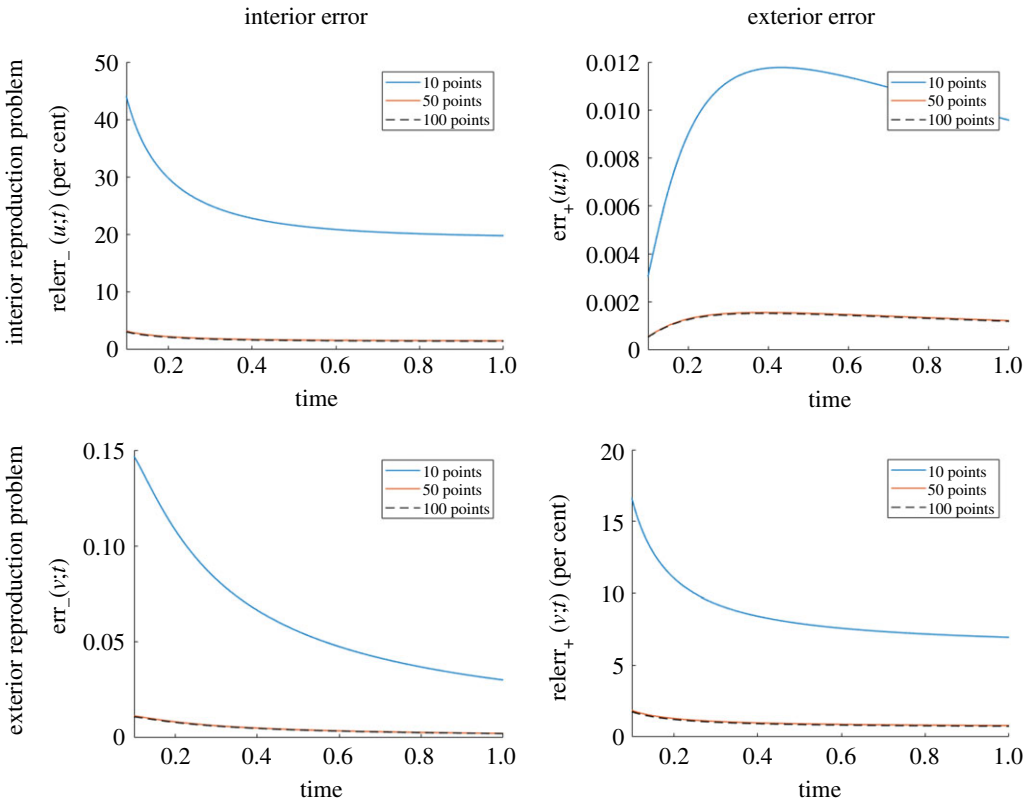 interior error
exterior error
interior reproduction problem
relerr_ (u;t) (per cent)
50
40
30
20
10
0
0.2
0.4
0.6
0.8
1.0
time
10 points
50 points
100 points
err+(u;t)
0.012
0.010
0.008
0.006
0.004
0.002
0
0.2
0.4
0.6
0.8
1.0
time
10 points
50 points
100 points
exterior reproduction problem
err_(v;t)
0.15
0.10
0.05
0
0.2
0.4
0.6
0.8
1.0
time
10 points
50 points
100 points
relerr+ (v;t) (per cent)
20
15
10
5
0
0.2
0.4
0.6
0.8
1.0
time
10 points
50 points
100 points